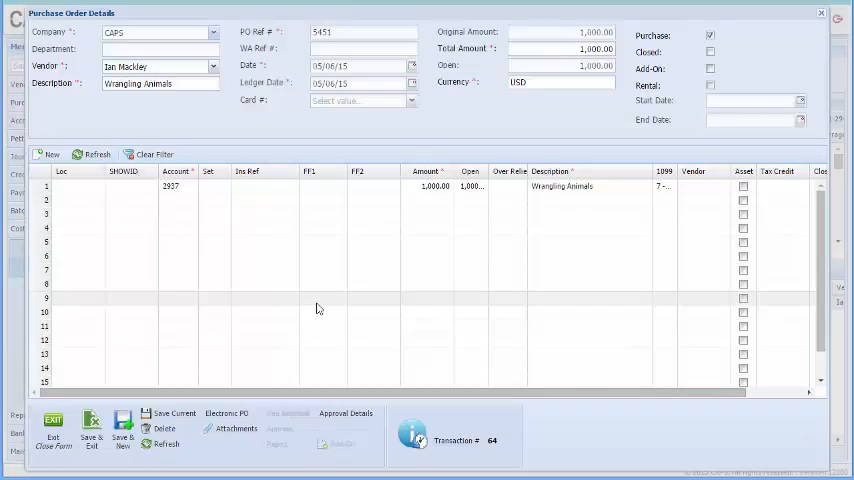 Purchase Order Details
Company *: CAPS PO Ref # *: 5451 Original Amount: 1,000.00 Purchase:
Department: WA Ref #: Total Amount *: 1,000.00 Closed:
Vendor *: Ian Mackley Date *: 05/06/15 Open: 1,000.00 Add-On:
Description *: Wrangling Animals Ledger Date *: 05/06/15 Currency *: USD Rental:
Card #: Select value... Start Date:
End Date:
New Refresh Clear Filter
Loc SHOWID Account * Set Ins Ref FF1 FF2 Amount * Open Over Relie Description * 1099 Vendor Asset Tax Credit Clos
1 2937 1,000.00 1,000... Wrangling Animals 7 -...
2
3
4
5
6
7
8
9
10
11
12
13
14
15
EXIT
Exit
Close Form
Save & Exit
Save & New
Save Current
Delete
Refresh
Electronic PO
Attachments
Approval Details
Transaction # 64